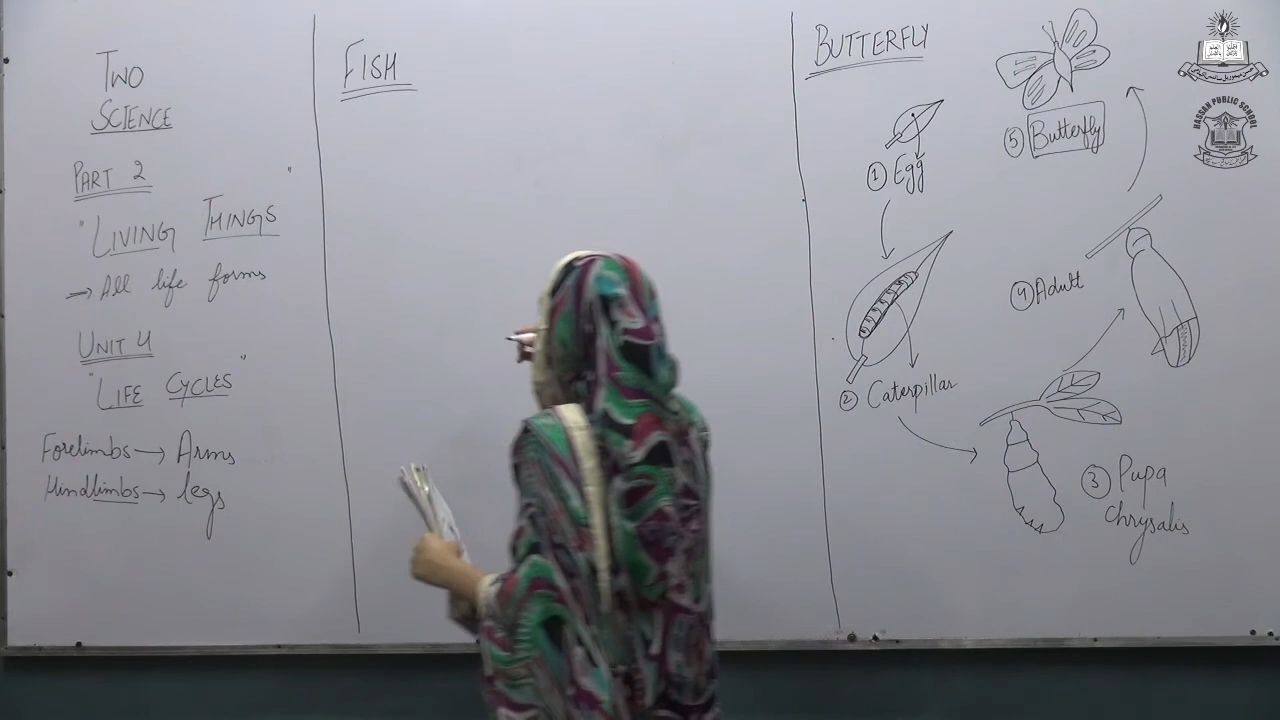 TWO
SCIENCE
PART 2
"LIVING THINGS"
→ All life forms
UNIT 4
"LIFE CYCLES"
Forelimbs → Arms
Hindlimbs → legs
FISH
BUTTERFLY
① Egg
② Caterpillar
③ Pupa
Chrysalis
④ Adult
⑤ Butterfly
HASSAN PUBLIC SCHOOL